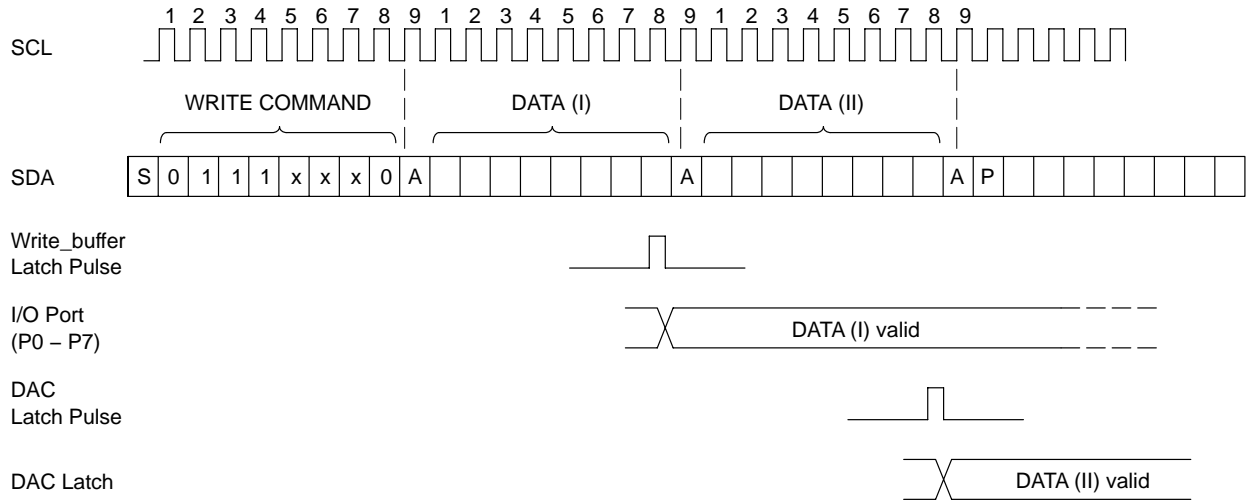 1 2 3 4 5 6 7 8 9 1 2 3 4 5 6 7 8 9 1 2 3 4 5 6 7 8 9
SCL
WRITE COMMAND DATA (I) DATA (II)
SDA S 0 1 1 1 x x x 0 A A A P
Write_buffer
Latch Pulse
I/O Port
(P0 – P7)
DATA (I) valid
DAC
Latch Pulse
DAC Latch DATA (II) valid